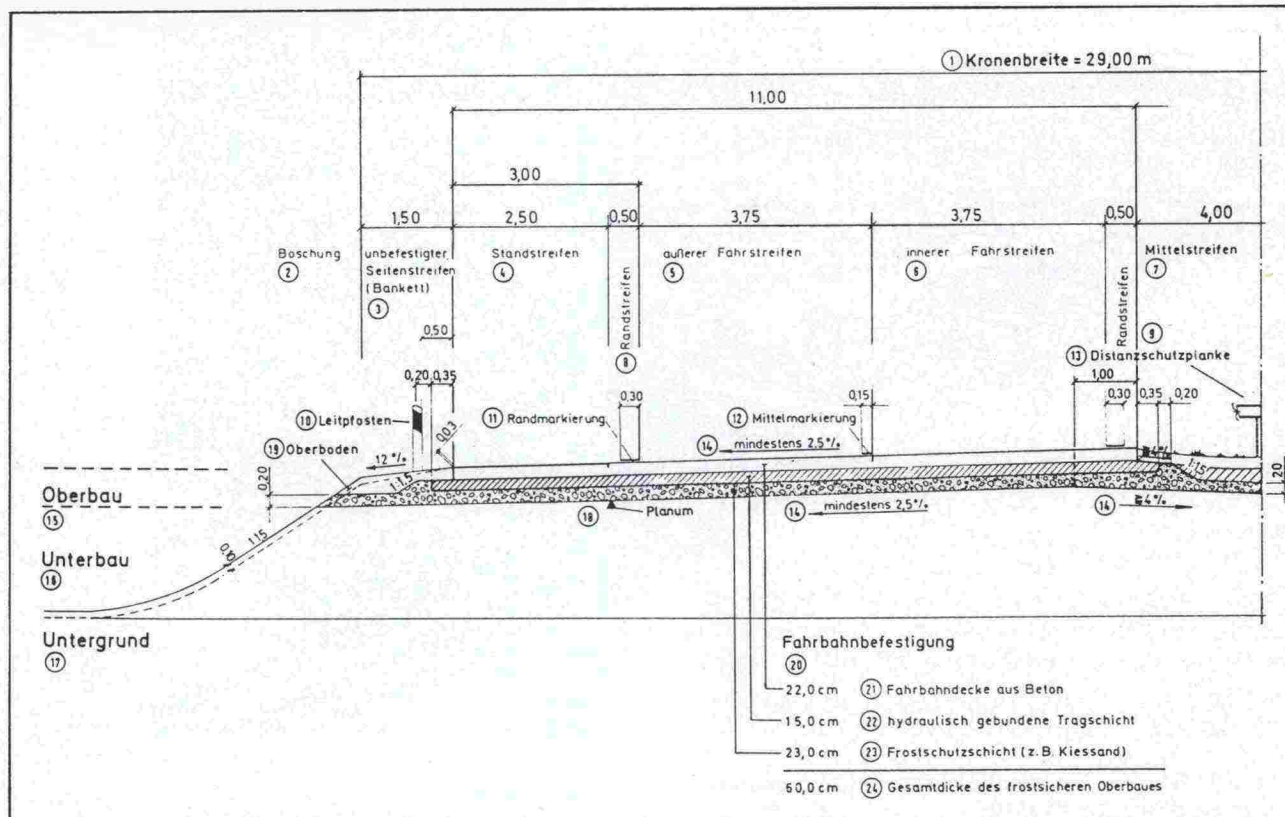 ① Kronenbreite = 29,00 m
11,00
3,00
1,50 2,50 0,50 3,75 3,75 0,50 4,00
Böschung
②
unbefestigter
Seitenstreifen
(Bankett)
③
Standstreifen
④
Randstreifen
⑧
äußerer Fahrstreifen
⑤
innerer Fahrstreifen
⑥
Randstreifen
Mittelstreifen
⑦
⑨
0,50
⑬ Distanzschutzplanke
1,00
0,20 0,35
0,30
0,15
0,30 0,35 0,20
⑩ Leitpfosten
⑪ Randmarkierung
⑫ Mittelmarkierung
0,03
⑲ Oberboden
12 %
⑭ mindestens 2,5 %
≧ 4 %
1:1,5
1:1,5
0,20
Oberbau
⑮
⑱ Planum
⑭ mindestens 2,5 %
⑭ ≧ 4 %
Unterbau
⑯
0,10
1:1,5
Untergrund
⑰
Fahrbahnbefestigung
⑳
22,0 cm ㉑ Fahrbahndecke aus Beton
15,0 cm ㉒ hydraulisch gebundene Tragschicht
23,0 cm ㉓ Frostschutzschicht (z. B. Kiessand)
60,0 cm ㉔ Gesamtdicke des frostsicheren Oberbaues